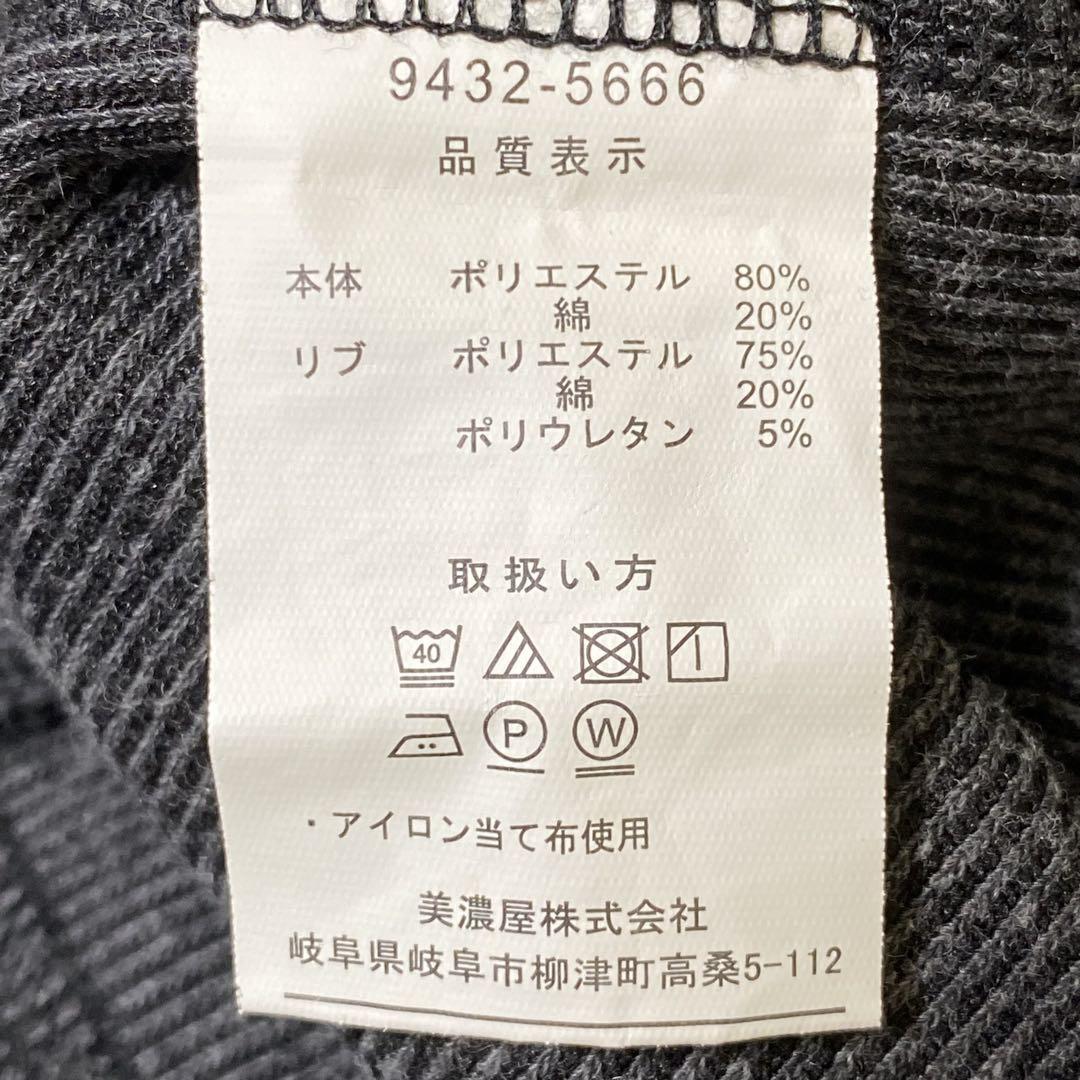 9432-5666
品質表示
本体 ポリエステル 80%
綿 20%
リブ ポリエステル 75%
綿 20%
ポリウレタン 5%
取扱い方
40
P W
・アイロン当て布使用
美濃屋株式会社
岐阜県岐阜市柳津町高桑5-112